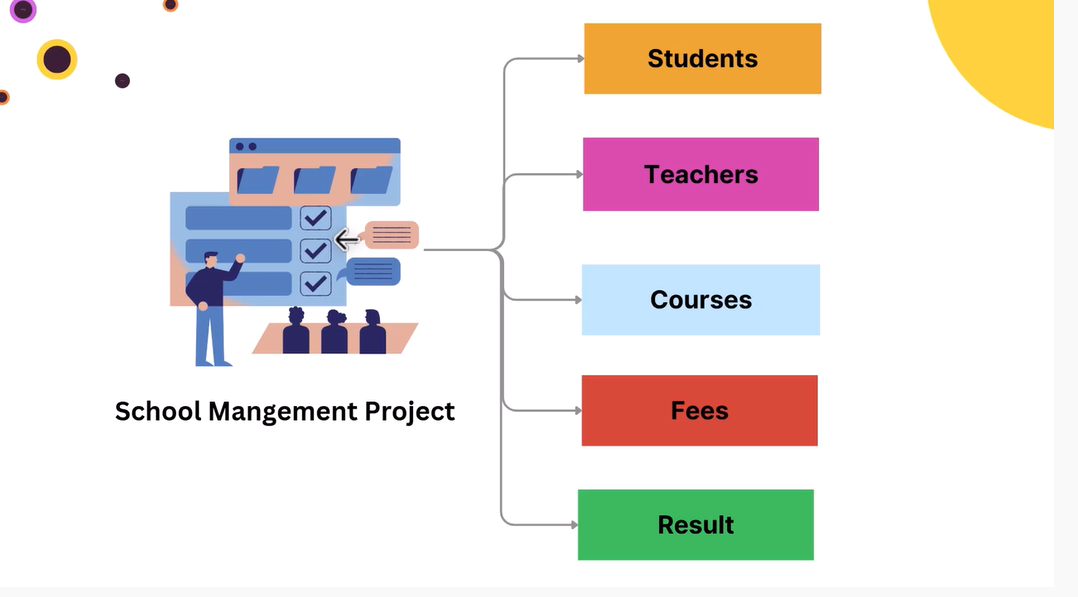 Students
Teachers
Courses
School Mangement Project
Fees
Result